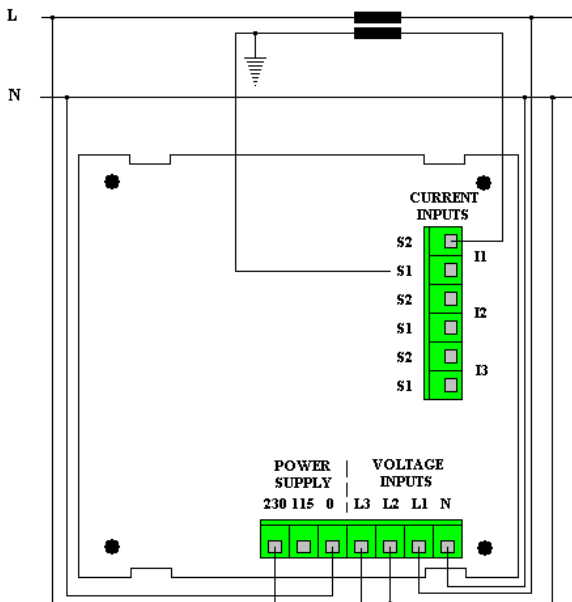 L
N
CURRENT
INPUTS
S2
I1
S1
S2
I2
S1
S2
I3
S1
POWER
SUPPLY
VOLTAGE
INPUTS
230 115 0 L3 L2 L1 N